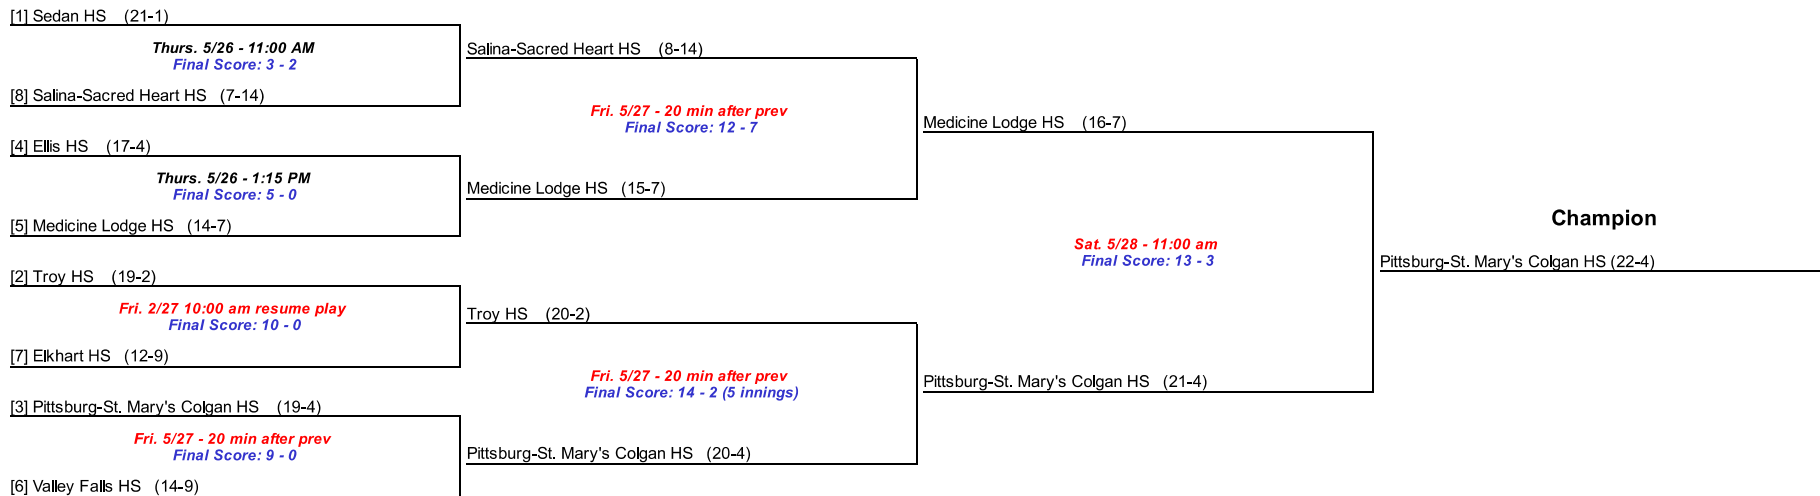 [1] Sedan HS (21-1)
Thurs. 5/26 - 11:00 AM
Final Score: 3 - 2
[8] Salina-Sacred Heart HS (7-14)
[4] Ellis HS (17-4)
Thurs. 5/26 - 1:15 PM
Final Score: 5 - 0
[5] Medicine Lodge HS (14-7)
[2] Troy HS (19-2)
Fri. 2/27 10:00 am resume play
Final Score: 10 - 0
[7] Elkhart HS (12-9)
[3] Pittsburg-St. Mary's Colgan HS (19-4)
Fri. 5/27 - 20 min after prev
Final Score: 9 - 0
[6] Valley Falls HS (14-9)
Salina-Sacred Heart HS (8-14)
Fri. 5/27 - 20 min after prev
Final Score: 12 - 7
Medicine Lodge HS (15-7)
Troy HS (20-2)
Fri. 5/27 - 20 min after prev
Final Score: 14 - 2 (5 innings)
Pittsburg-St. Mary's Colgan HS (20-4)
Medicine Lodge HS (16-7)
Sat. 5/28 - 11:00 am
Final Score: 13 - 3
Pittsburg-St. Mary's Colgan HS (21-4)
Champion
Pittsburg-St. Mary's Colgan HS (22-4)